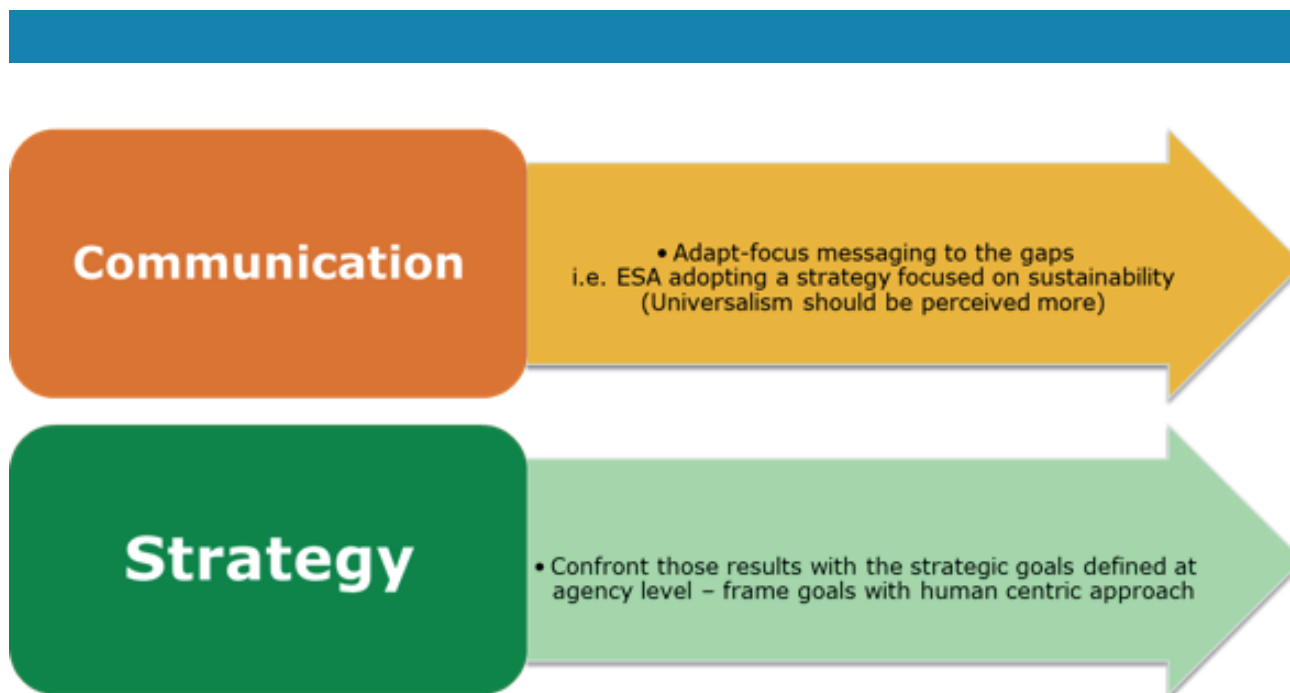 Communication
• Adapt-focus messaging to the gaps
i.e. ESA adopting a strategy focused on sustainability
(Universalism should be perceived more)
Strategy
• Confront those results with the strategic goals defined at
agency level – frame goals with human centric approach